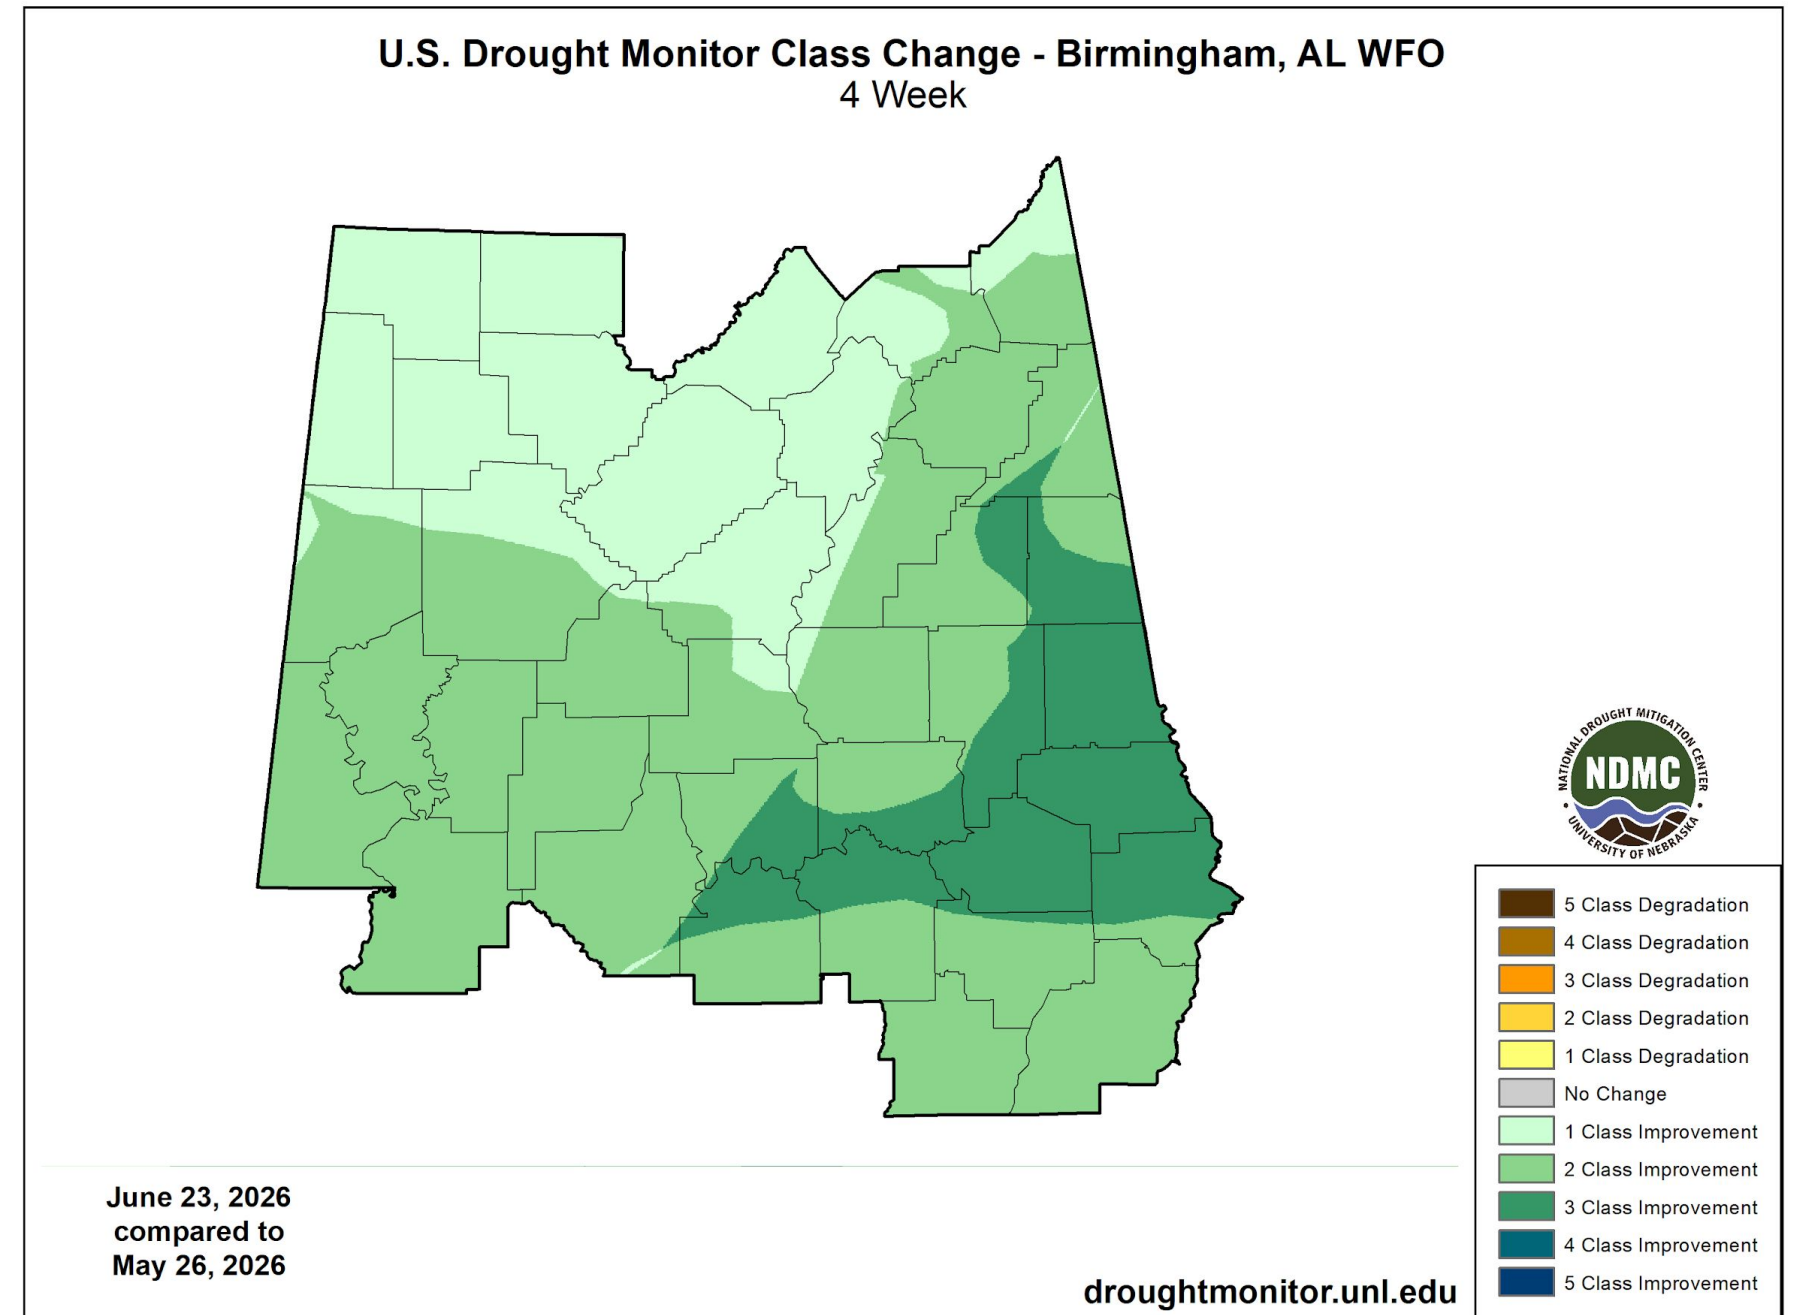 U.S. Drought Monitor Class Change - Birmingham, AL WFO
4 Week
NATIONAL DROUGHT MITIGATION CENTER
NDMC
UNIVERSITY OF NEBRASKA
5 Class Degradation
4 Class Degradation
3 Class Degradation
2 Class Degradation
1 Class Degradation
No Change
1 Class Improvement
2 Class Improvement
3 Class Improvement
4 Class Improvement
5 Class Improvement
June 23, 2026
compared to
May 26, 2026
droughtmonitor.unl.edu